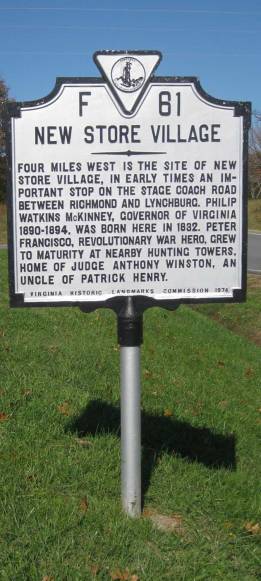 F 61
NEW STORE VILLAGE
FOUR MILES WEST IS THE SITE OF NEW
STORE VILLAGE, IN EARLY TIMES AN IM-
PORTANT STOP ON THE STAGE COACH ROAD
BETWEEN RICHMOND AND LYNCHBURG. PHILIP
WATKINS McKINNEY, GOVERNOR OF VIRGINIA
1890-1894, WAS BORN HERE IN 1832. PETER
FRANCISCO, REVOLUTIONARY WAR HERO, GREW
TO MATURITY AT NEARBY HUNTING TOWERS,
HOME OF JUDGE ANTHONY WINSTON, AN
UNCLE OF PATRICK HENRY.
VIRGINIA HISTORIC LANDMARKS COMMISSION 1974